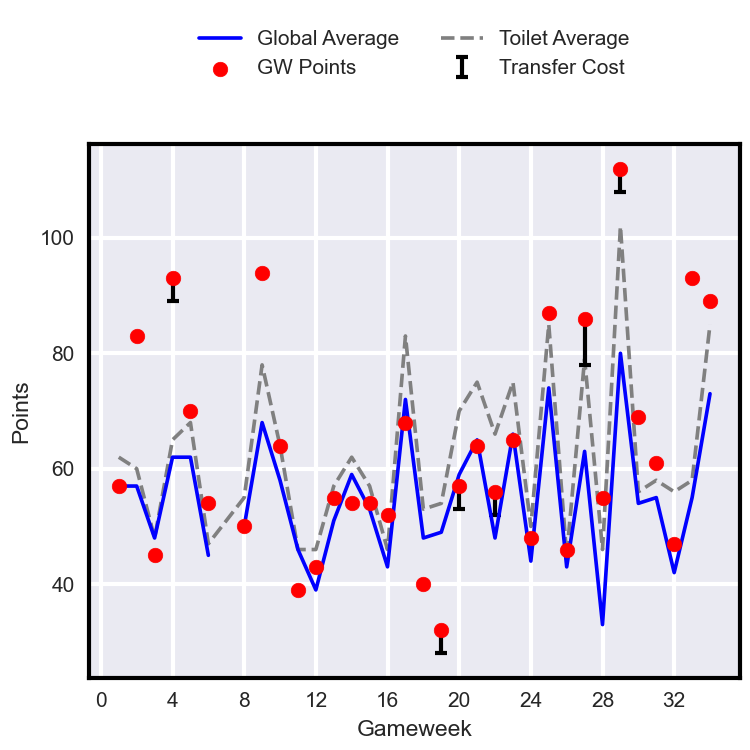 Global Average
GW Points
Toilet Average
Transfer Cost
Points
100
80
60
40
0 4 8 12 16 20 24 28 32
Gameweek